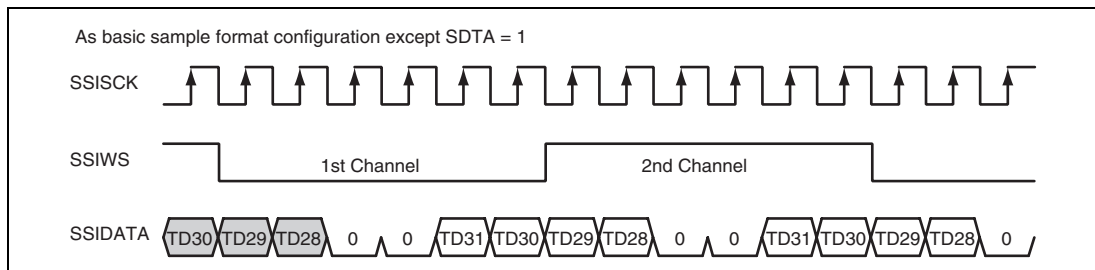 As basic sample format configuration except SDTA = 1
SSISCK
SSIWS 1st Channel 2nd Channel
SSIDATA TD30 TD29 TD28 0 0 TD31 TD30 TD29 TD28 0 0 TD31 TD30 TD29 TD28 0